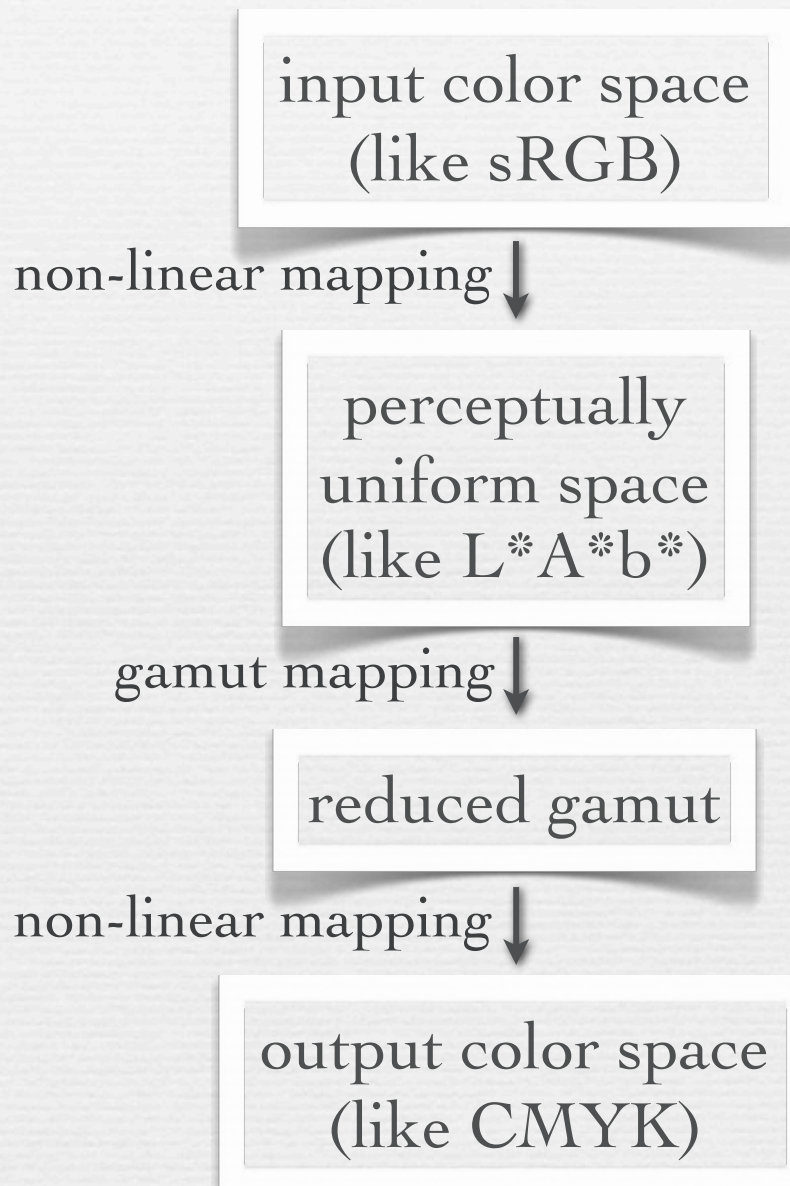 input color space
(like sRGB)
non-linear mapping
perceptually
uniform space
(like L*A*b*)
gamut mapping
reduced gamut
non-linear mapping
output color space
(like CMYK)